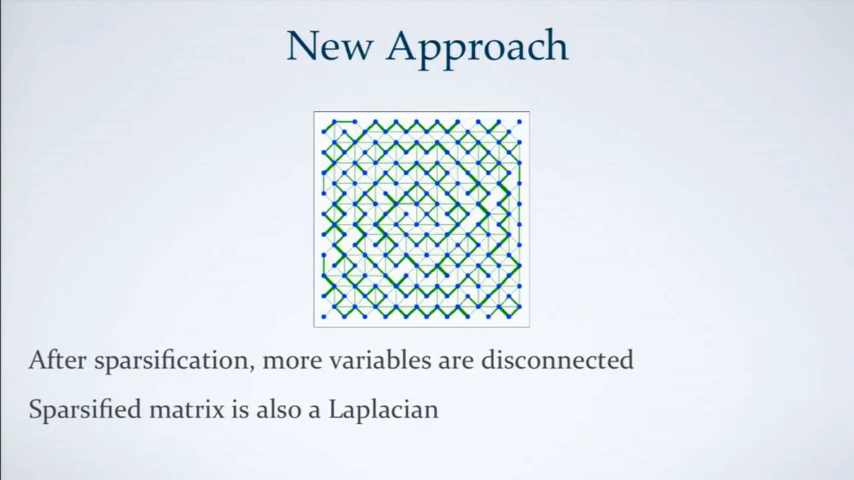 New Approach
After sparsification, more variables are disconnected
Sparsified matrix is also a Laplacian